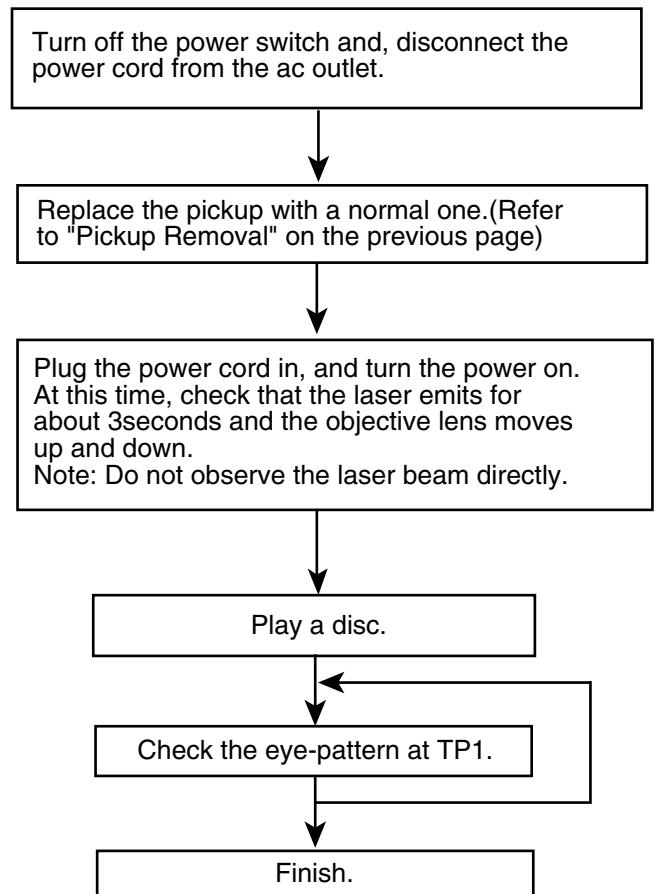 Turn off the power switch and, disconnect the
power cord from the ac outlet.
Replace the pickup with a normal one.(Refer
to "Pickup Removal" on the previous page)
Plug the power cord in, and turn the power on.
At this time, check that the laser emits for
about 3seconds and the objective lens moves
up and down.
Note: Do not observe the laser beam directly.
Play a disc.
Check the eye-pattern at TP1.
Finish.